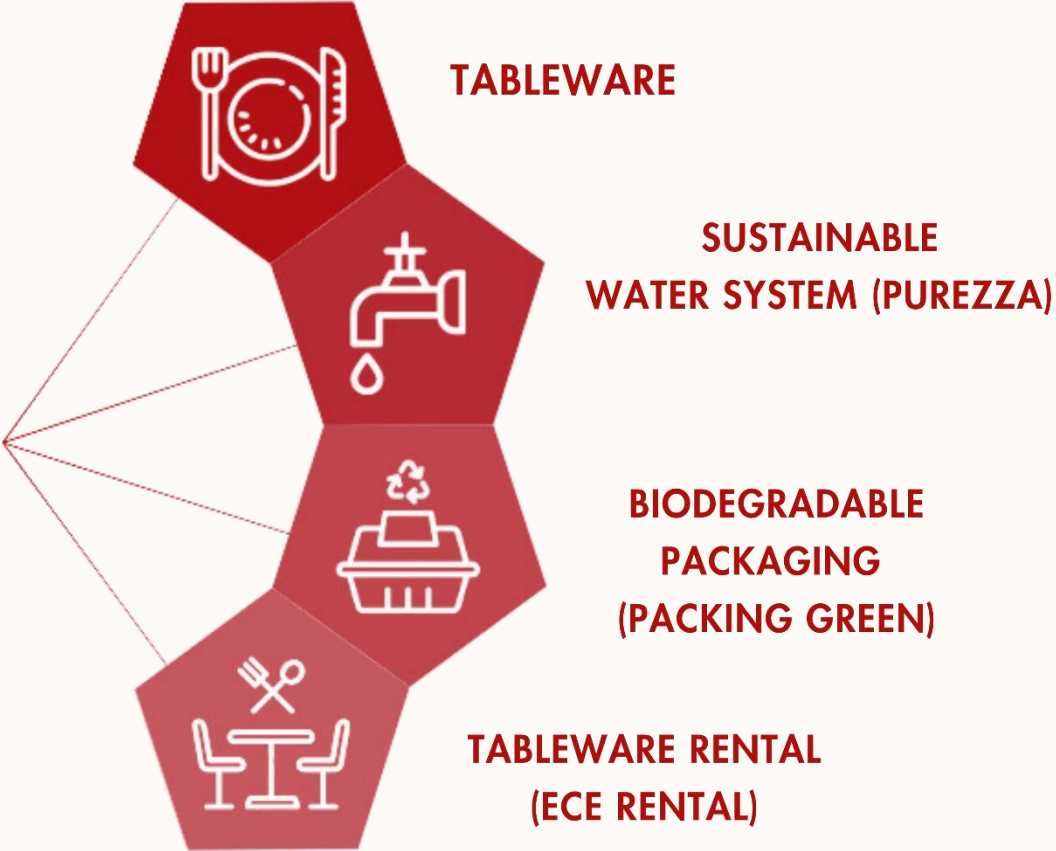 TABLEWARE
SUSTAINABLE
WATER SYSTEM (PUREZZA)
BIODEGRADABLE
PACKAGING
(PACKING GREEN)
TABLEWARE RENTAL
(ECE RENTAL)